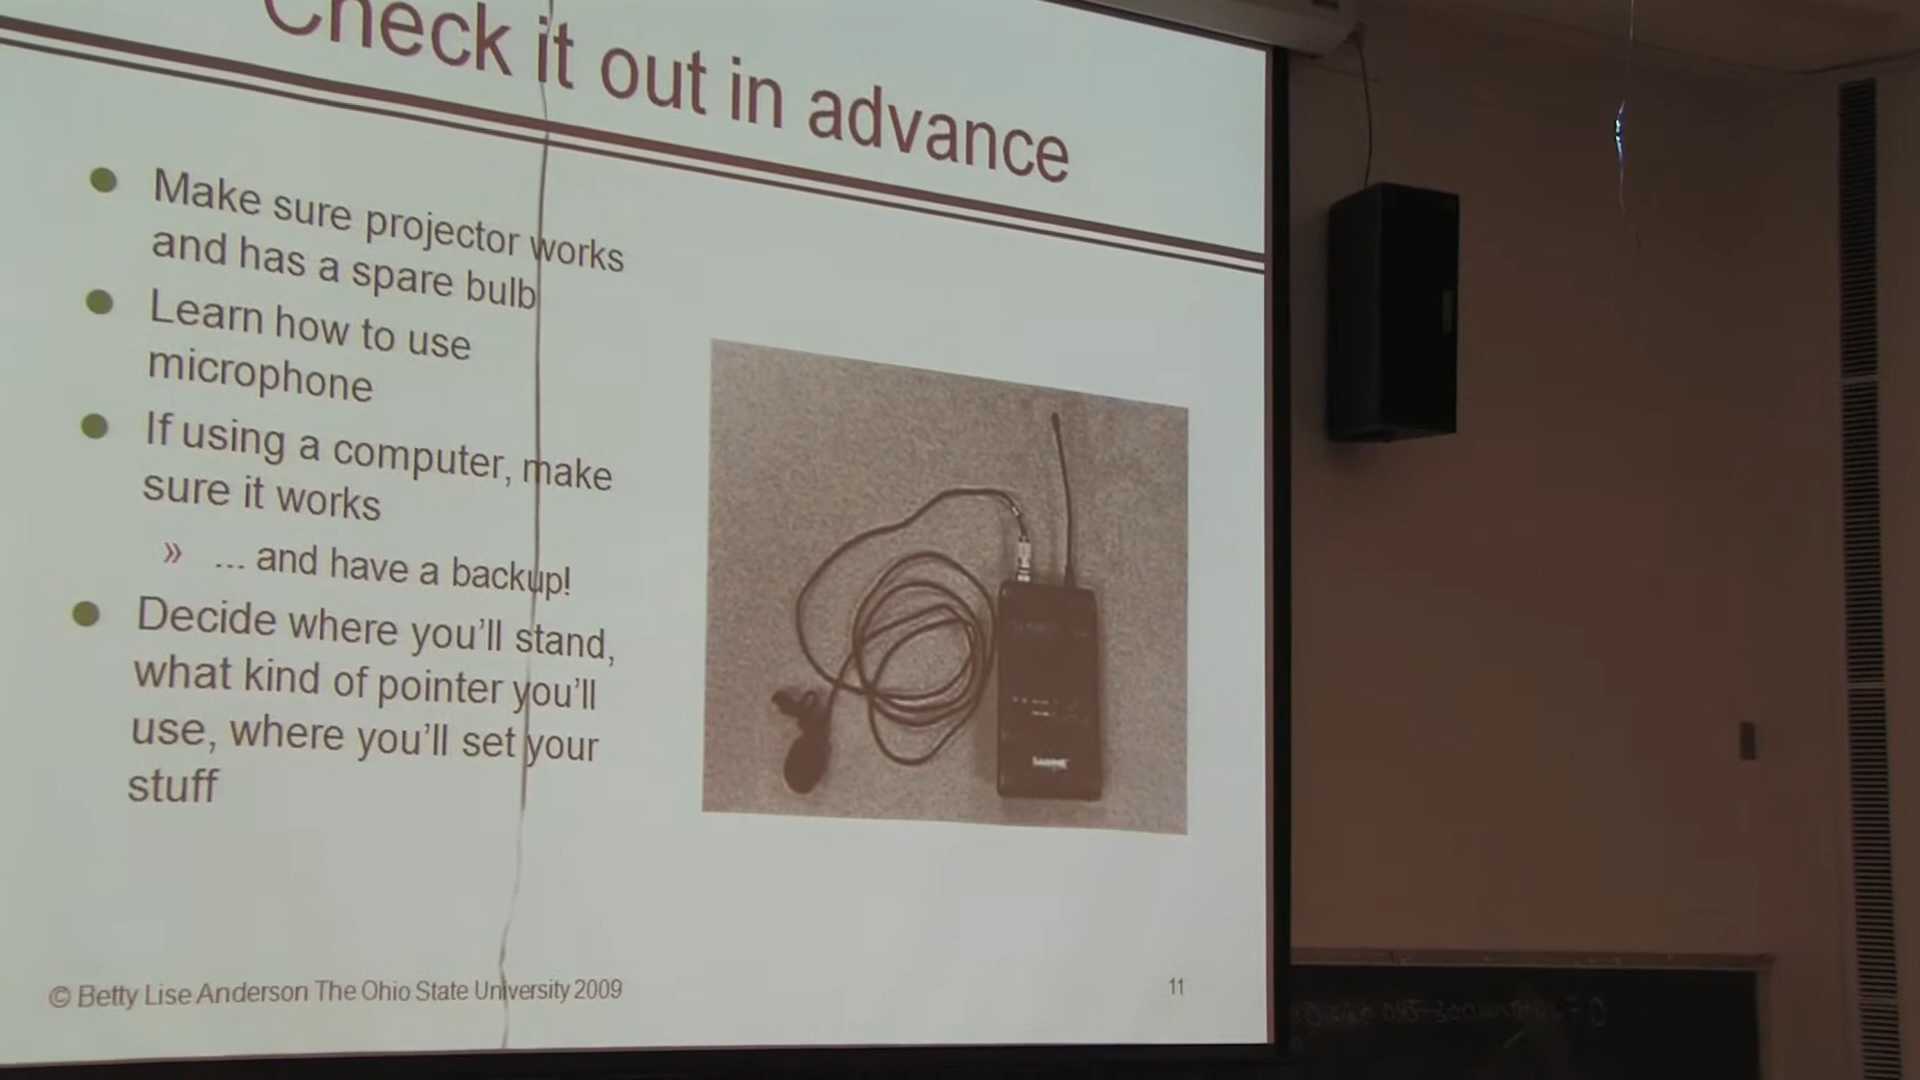 Check it out in advance
Make sure projector works
and has a spare bulb
Learn how to use
microphone
If using a computer, make
sure it works
» ... and have a backup!
Decide where you'll stand,
what kind of pointer you'll
use, where you'll set your
stuff
© Betty Lise Anderson The Ohio State University 2009
11